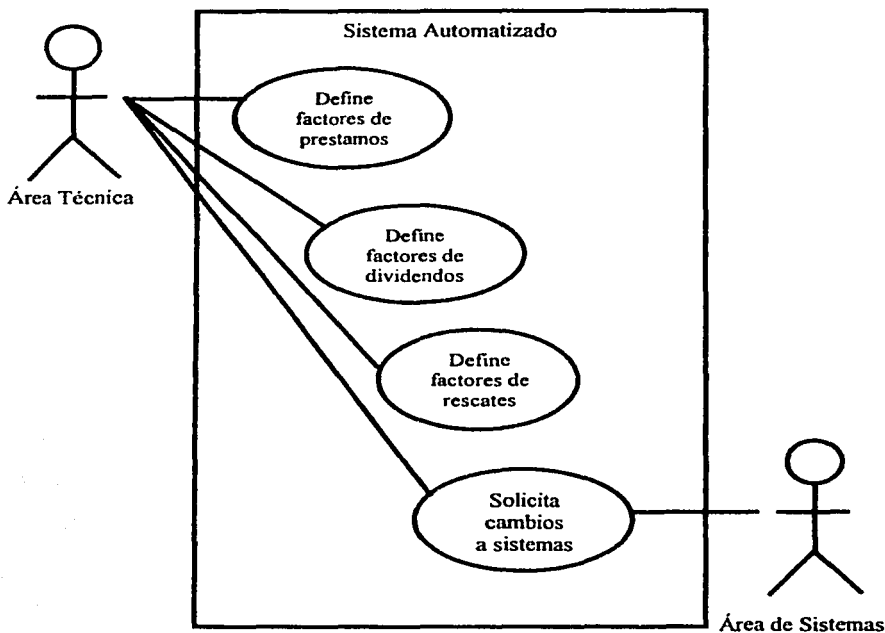 Sistema Automatizado
Define
factores de
prestamos
Área Técnica
Define
factores de
dividendos
Define
factores de
rescates
Solicita
cambios
a sistemas
Área de Sistemas